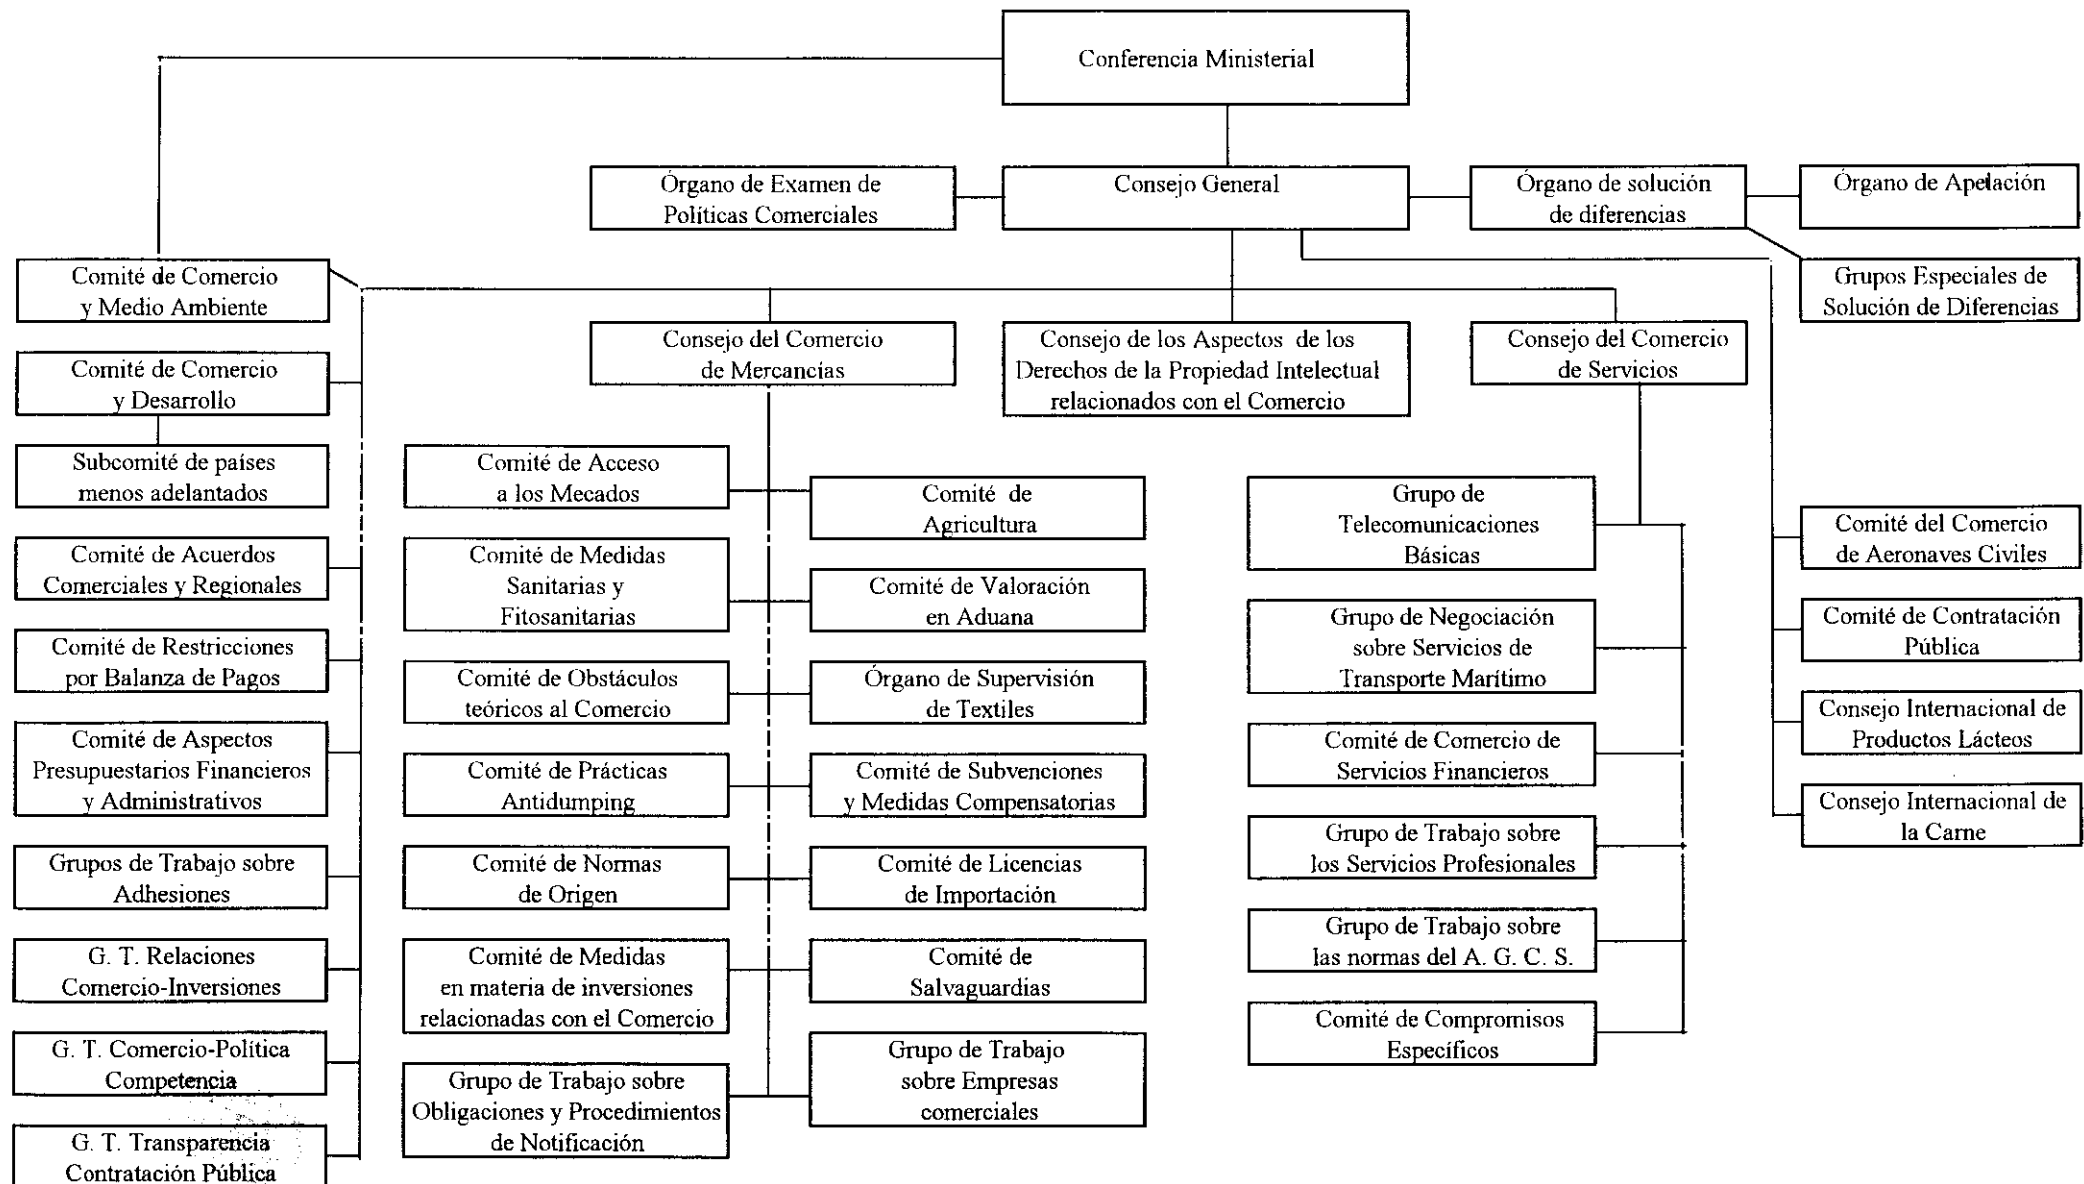 Conferencia Ministerial
Órgano de Examen de
Políticas Comerciales
Consejo General
Órgano de solución
de diferencias
Órgano de Apelación
Grupos Especiales de
Solución de Diferencias
Comité de Comercio
y Medio Ambiente
Comité de Comercio
y Desarrollo
Subcomité de países
menos adelantados
Comité de Acuerdos
Comerciales y Regionales
Comité de Restricciones
por Balanza de Pagos
Comité de Aspectos
Presupuestarios Financieros
y Administrativos
Grupos de Trabajo sobre
Adhesiones
G. T. Relaciones
Comercio-Inversiones
G. T. Comercio-Política
Competencia
G. T. Transparencia
Contratación Pública
Consejo del Comercio
de Mercancías
Comité de Acceso
a los Mecados
Comité de Medidas
Sanitarias y
Fitosanitarias
Comité de Obstáculos
teóricos al Comercio
Comité de Prácticas
Antidumping
Comité de Normas
de Origen
Comité de Medidas
en materia de inversiones
relacionadas con el Comercio
Grupo de Trabajo sobre
Obligaciones y Procedimientos
de Notificación
Comité de
Agricultura
Comité de Valoración
en Aduana
Órgano de Supervisión
de Textiles
Comité de Subvenciones
y Medidas Compensatorias
Comité de Licencias
de Importación
Comité de
Salvaguardias
Grupo de Trabajo
sobre Empresas
comerciales
Consejo de los Aspectos de los
Derechos de la Propiedad Intelectual
relacionados con el Comercio
Consejo del Comercio
de Servicios
Grupo de
Telecomunicaciones
Básicas
Grupo de Negociación
sobre Servicios de
Transporte Marítimo
Comité de Comercio de
Servicios Financieros
Grupo de Trabajo sobre
los Servicios Profesionales
Grupo de Trabajo sobre
las normas del A. G. C. S.
Comité de Compromisos
Específicos
Comité del Comercio
de Aeronaves Civiles
Comité de Contratación
Pública
Consejo Internacional de
Productos Lácteos
Consejo Internacional de
la Carne